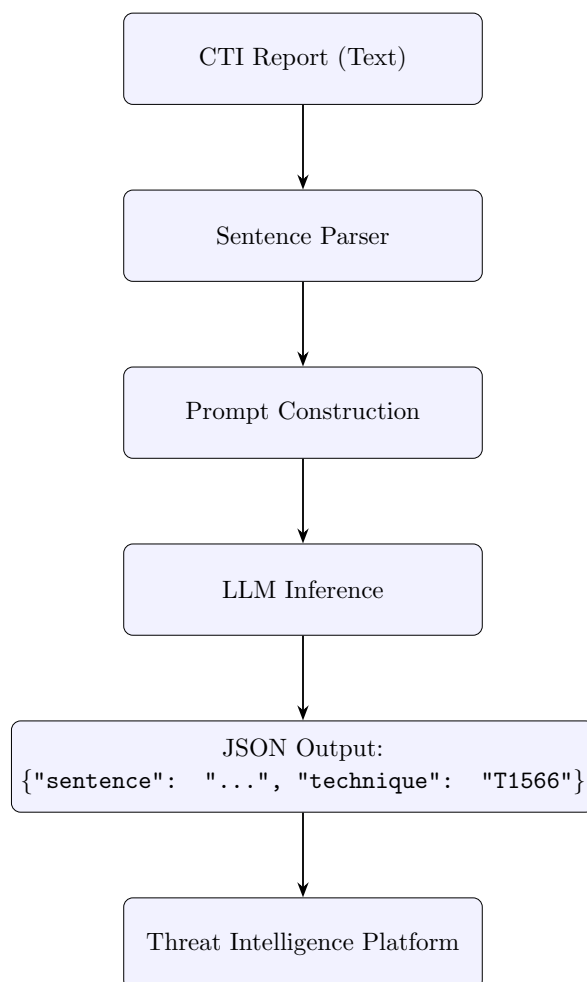 CTI Report (Text)
Sentence Parser
Prompt Construction
LLM Inference
JSON Output:
{"sentence": "...", "technique": "T1566"}
Threat Intelligence Platform